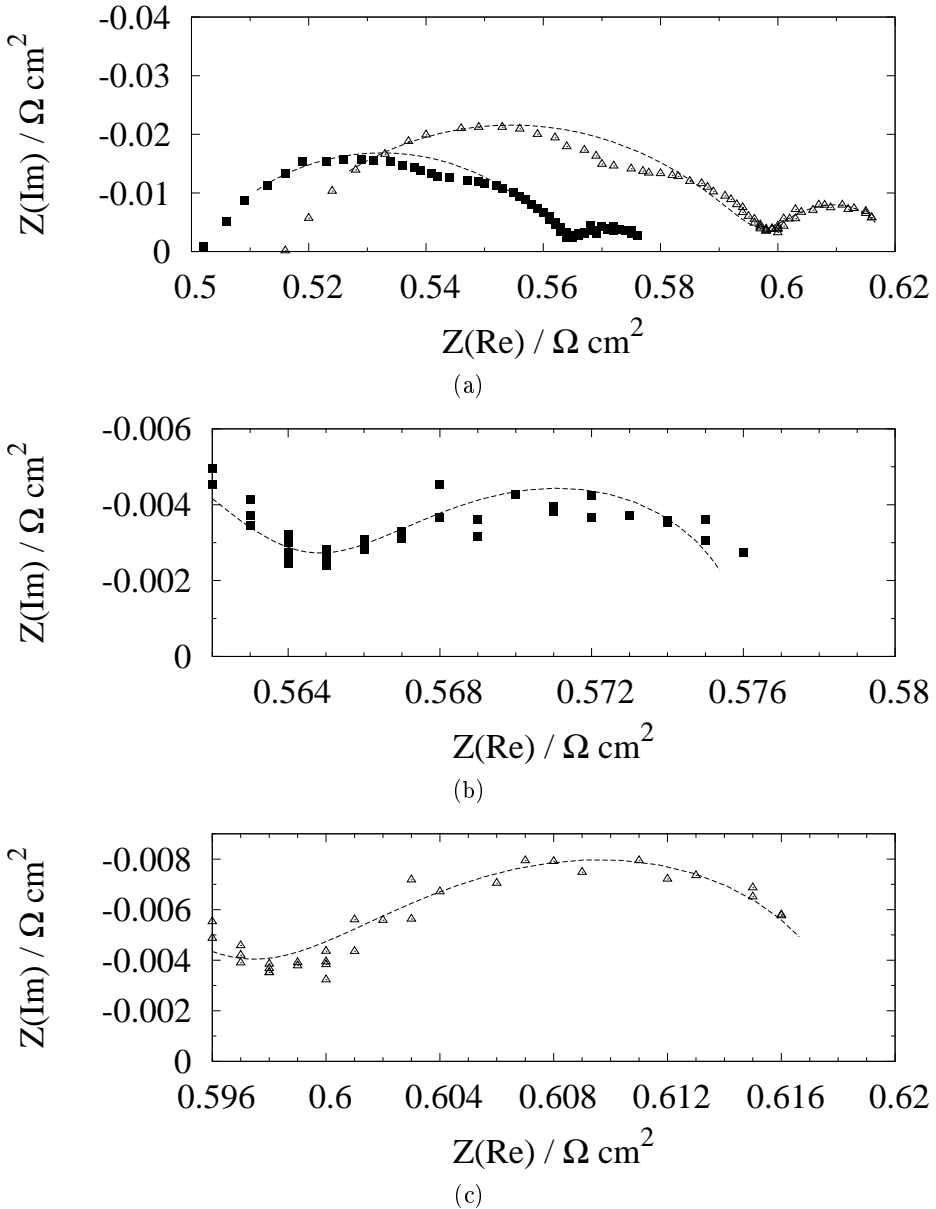 -0.04
-0.03
-0.02
-0.01
0
Z(Im) / Ω cm²
0.5 0.52 0.54 0.56 0.58 0.6 0.62
Z(Re) / Ω cm²
(a)
-0.006
-0.004
-0.002
0
Z(Im) / Ω cm²
0.564 0.568 0.572 0.576 0.58
Z(Re) / Ω cm²
(b)
-0.008
-0.006
-0.004
-0.002
0
Z(Im) / Ω cm²
0.596 0.6 0.604 0.608 0.612 0.616 0.62
Z(Re) / Ω cm²
(c)